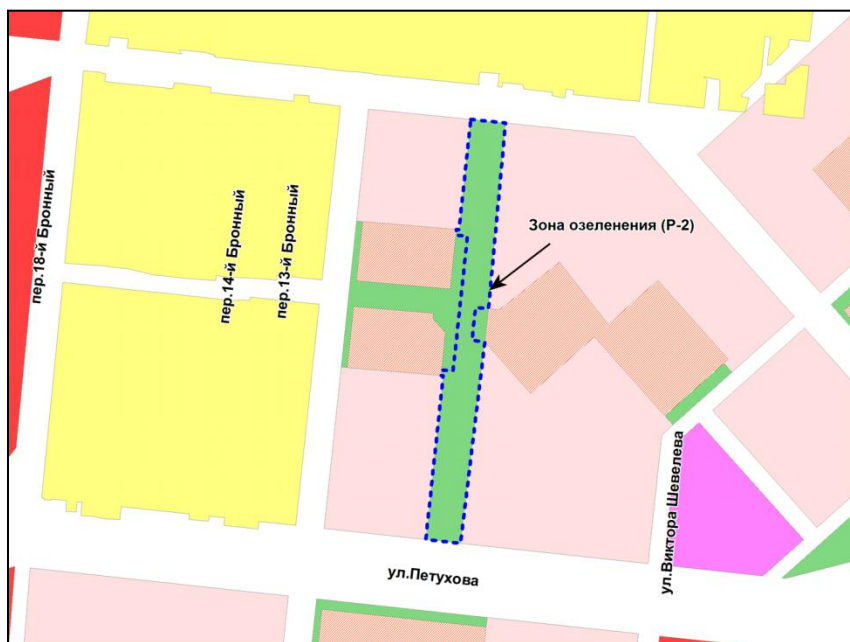 Зона озеленения (Р-2)
пер.18-й Бронный
пер.14-й Бронный
пер.13-й Бронный
ул.Виктора Шевелева
ул.Петухова